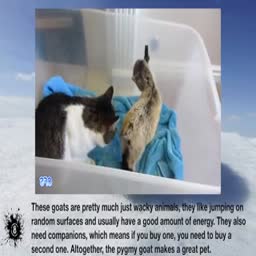 These goats are pretty much just wacky animals, they like jumping on
random surfaces and usually have a good amount of energy. They also
need companions, which means if you buy one, you need to buy a
second one. Altogether, the pygmy goat makes a great pet.